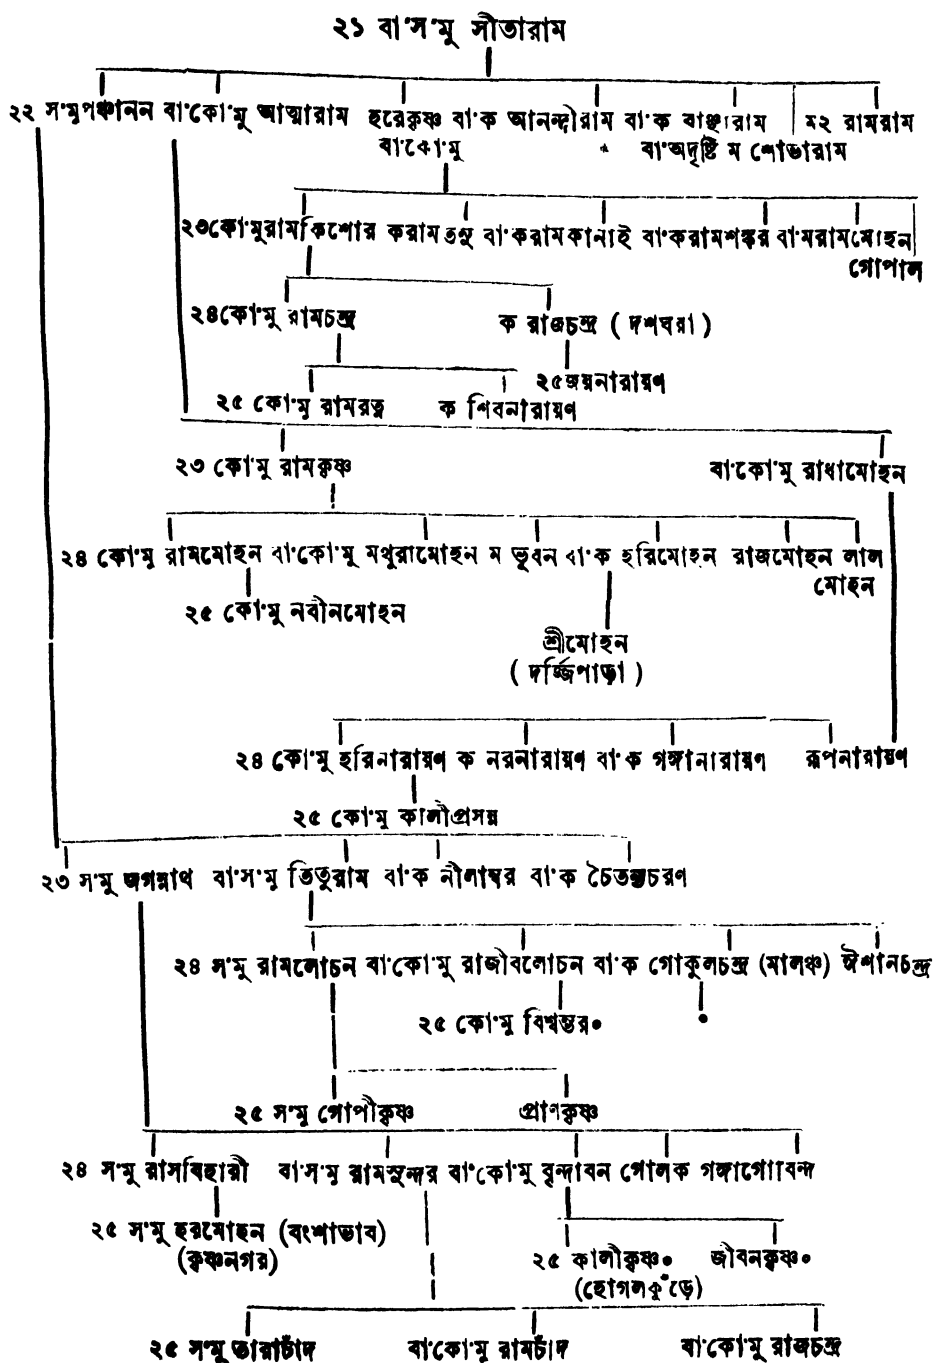 ২১ বা'স'মু সীতারাম
২২ স'মুপঞ্চানন বা'কো'মু আত্মারাম হরেকৃষ্ণ বা'ক আনন্দীরাম বা'ক বাঞ্ছারাম ম২ রামরাম
বা'কো'মু বা'অদৃষ্টি ম শোভারাম
২৩কো'মুরামকিশোর করামতনু বা'করামকানাই বা'করামশঙ্কর বা'মরামমোহন
গোপাল
২৪কো'মু রামচন্দ্র ক রাজচন্দ্র (দশঘরা)
২৫জয়নারায়ণ
২৫ কো'মু রামরত্ন ক শিবনারায়ণ
২৩ কো'মু রামকৃষ্ণ বা'কো'মু রাধামোহন
২৪ কো'মু রামমোহন বা'কো'মু মথুরামোহন ম ভুবন বা'ক হরিমোহন রাজমোহন লাল
মোহন
২৫ কো'মু নবীনমোহন
শ্রীমোহন
(দর্জ্জিপাড়া)
২৪ কো'মু হরিনারায়ণ ক নরনারায়ণ বা'ক গঙ্গানারায়ণ রূপনারায়ণ
২৫ কো'মু কালীপ্রসন্ন
২৩ স'মু জগন্নাথ বা'স'মু তিতুরাম বা'ক নীলাম্বর বা'ক চৈতন্যচরণ
২৪ স'মু রামলোচন বা'কো'মু রাজীবলোচন বা'ক গোকুলচন্দ্র (মালঞ্চ) ঈশানচন্দ্র
২৫ কো'মু বিশ্বম্ভর•
২৫ স'মু গোপীকৃষ্ণ প্রাণকৃষ্ণ
২৪ স'মু রাসবিহারী বা'স'মু রামসুন্দর বা'কো'মু বৃন্দাবন গোলক গঙ্গাগোবিন্দ
২৫ স'মু হরমোহন (বংশাভাব)
(কৃষ্ণনগর)
২৫ কালীকৃষ্ণ• জীবনকৃষ্ণ•
(হোগলকুঁড়ে)
২৫ স'মু তারাচাঁদ বা'কো'মু রামচাঁদ বা'কো'মু রাজচন্দ্র